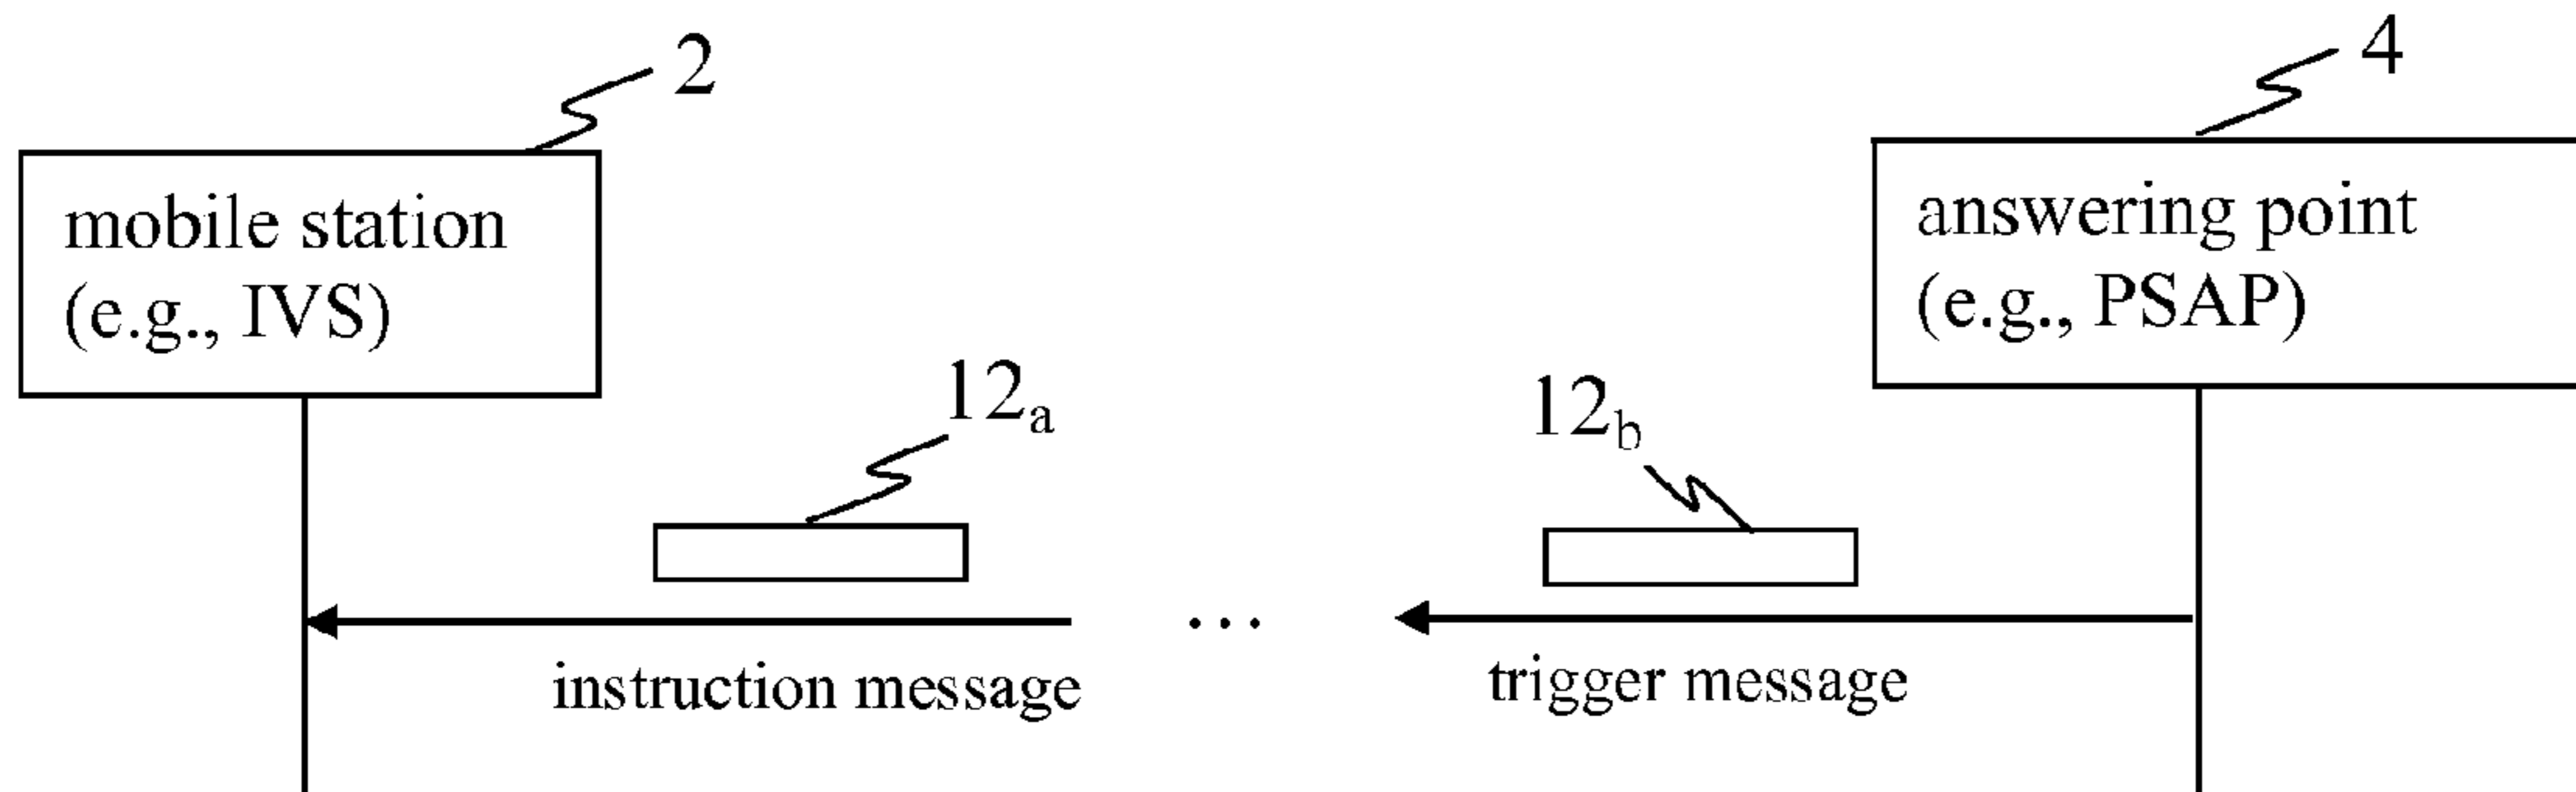 2
4
mobile station
(e.g., IVS)
answering point
(e.g., PSAP)
12a
12b
...
instruction message
trigger message